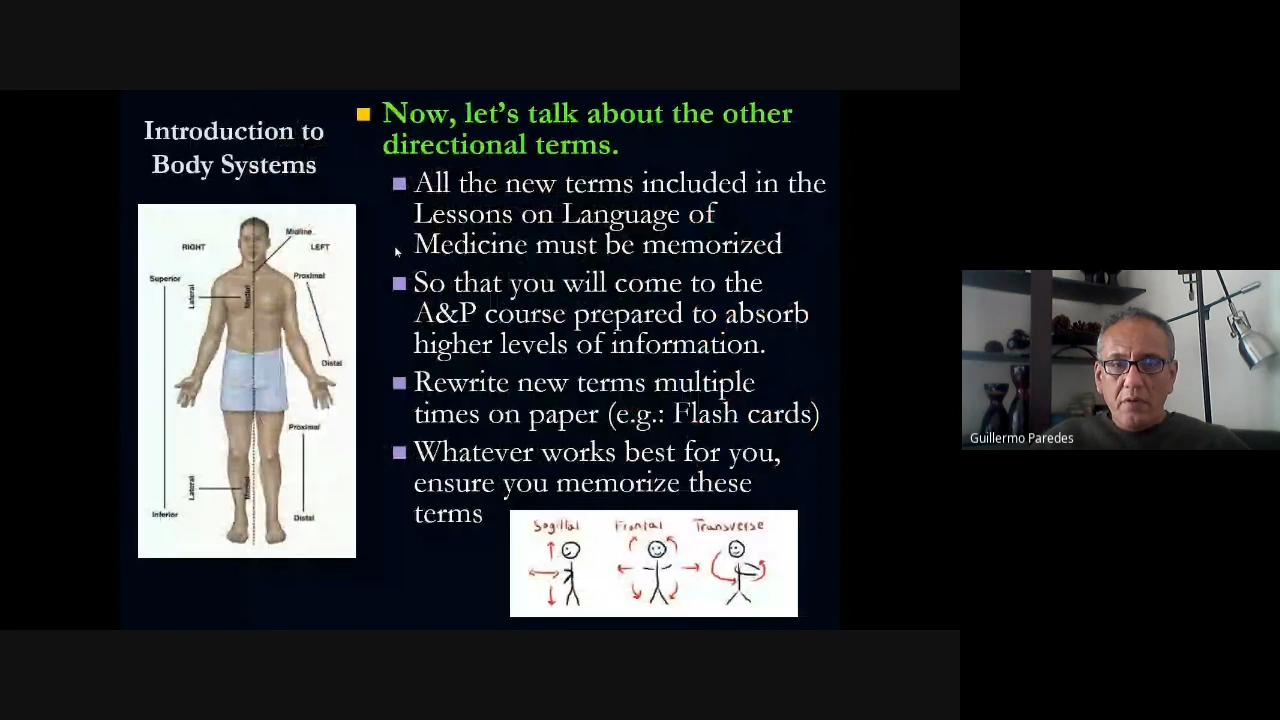 Introduction to
Body Systems
Now, let's talk about the other
directional terms.
All the new terms included in the
Lessons on Language of
Medicine must be memorized
So that you will come to the
A&P course prepared to absorb
higher levels of information.
Rewrite new terms multiple
times on paper (e.g.: Flash cards)
Whatever works best for you,
ensure you memorize these
terms
Midline
RIGHT
LEFT
Superior
Proximal
Lateral
Medial
Distal
Proximal
Lateral
Medial
Inferior
Distal
Sagittal Frontal Transverse
Guillermo Paredes